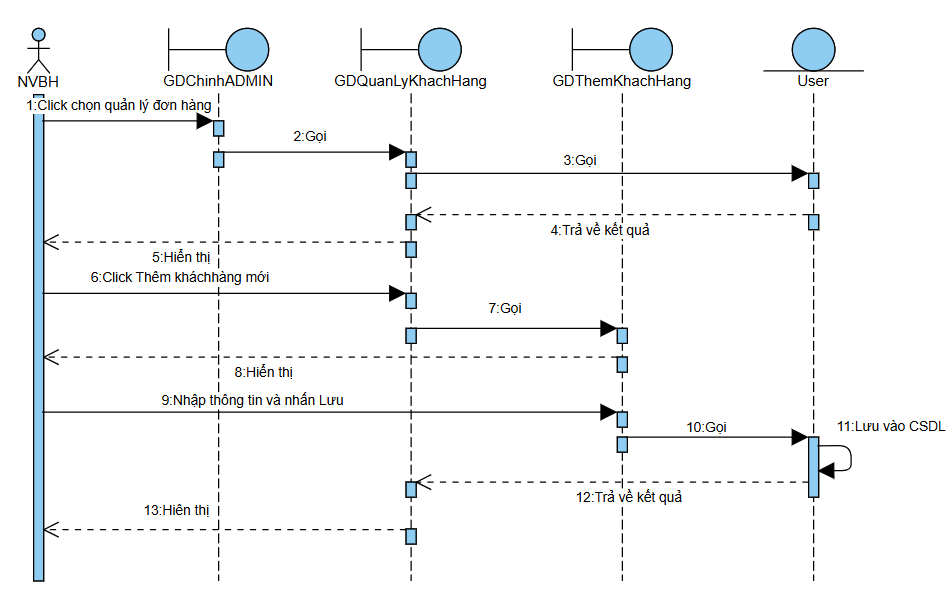 NVBH
GDChinhADMIN
GDQuanLyKhachHang
GDThemKhachHang
User
1:Click chọn quản lý đơn hàng
2:Gọi
3:Gọi
4:Trả về kết quả
5:Hiển thị
6:Click Thêm kháchhàng mới
7:Gọi
8:Hiển thị
9:Nhập thông tin và nhấn Lưu
10:Gọi
11:Lưu vào CSDL
12:Trả về kết quả
13:Hiên thị